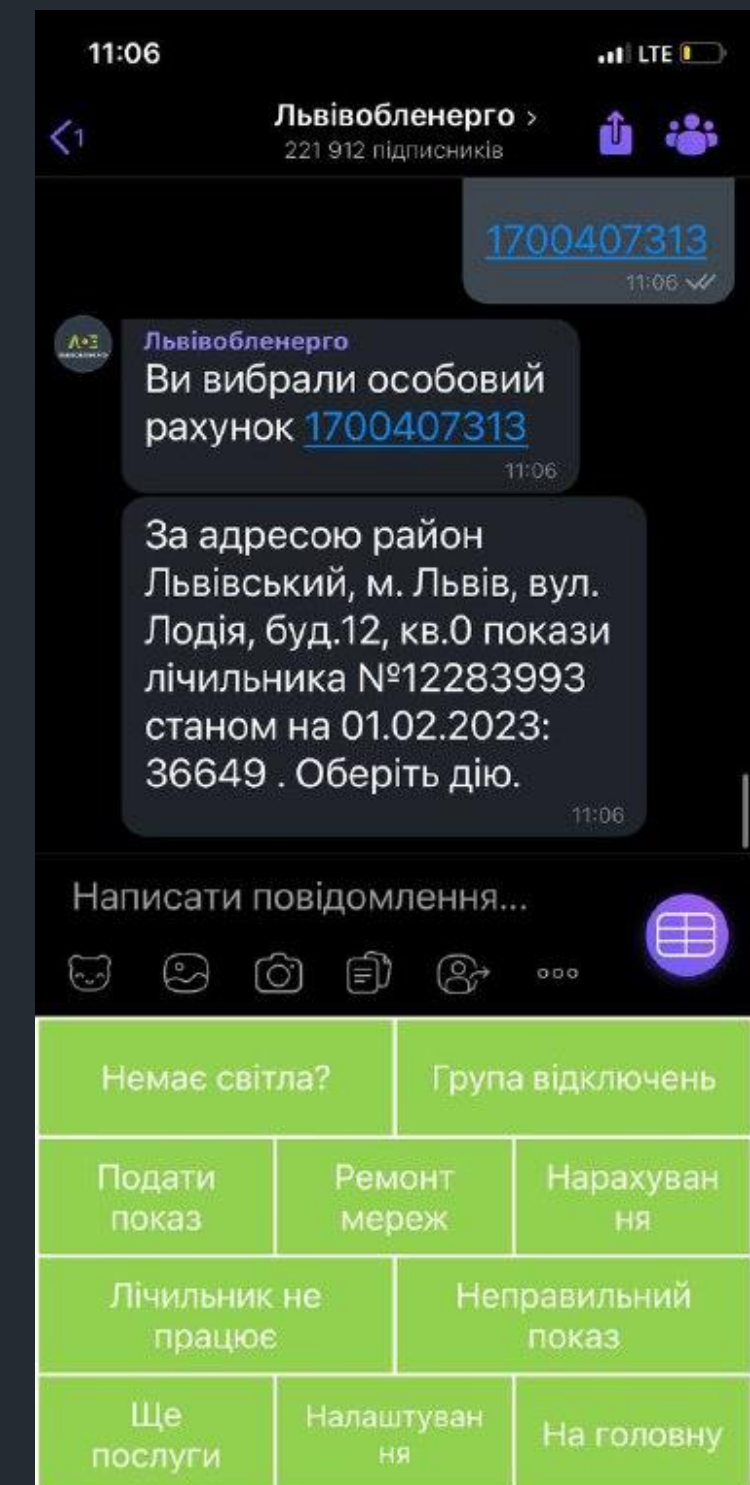 11:06
LTE
1
Львівобленерго >
221 912 підписників
1700407313
11:06
Львівобленерго
Ви вибрали особовий
рахунок 1700407313
11:06
За адресою район
Львівський, м. Львів, вул.
Лодія, буд.12, кв.0 покази
лічильника №12283993
станом на 01.02.2023:
36649 . Оберіть дію.
11:06
Написати повідомлення...
Немає світла?
Група відключень
Подати
показ
Ремонт
мереж
Нарахуван
ня
Лічильник не
працює
Неправильний
показ
Ще
послуги
Налаштуван
ня
На головну